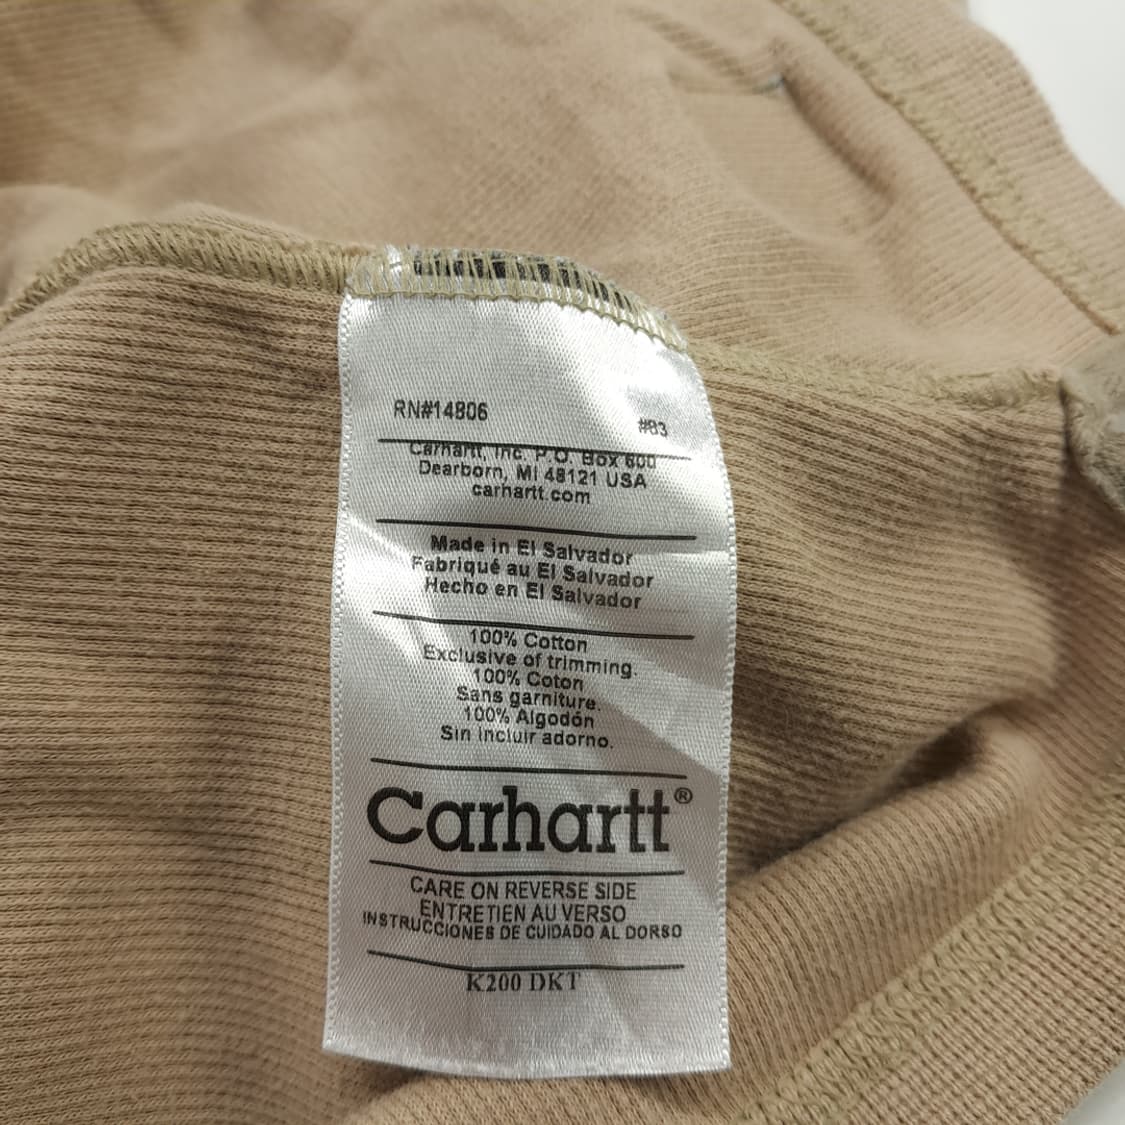 RN#14806
#83
Carhartt, Inc. P.O. Box 600
Dearborn, MI 48121 USA
carhartt.com
Made in El Salvador
Fabriqué au El Salvador
Hecho en El Salvador
100% Cotton
Exclusive of trimming.
100% Coton
Sans garniture.
100% Algodón
Sin incluir adorno.
Carhartt®
CARE ON REVERSE SIDE
ENTRETIEN AU VERSO
INSTRUCCIONES DE CUIDADO AL DORSO
K200 DKT